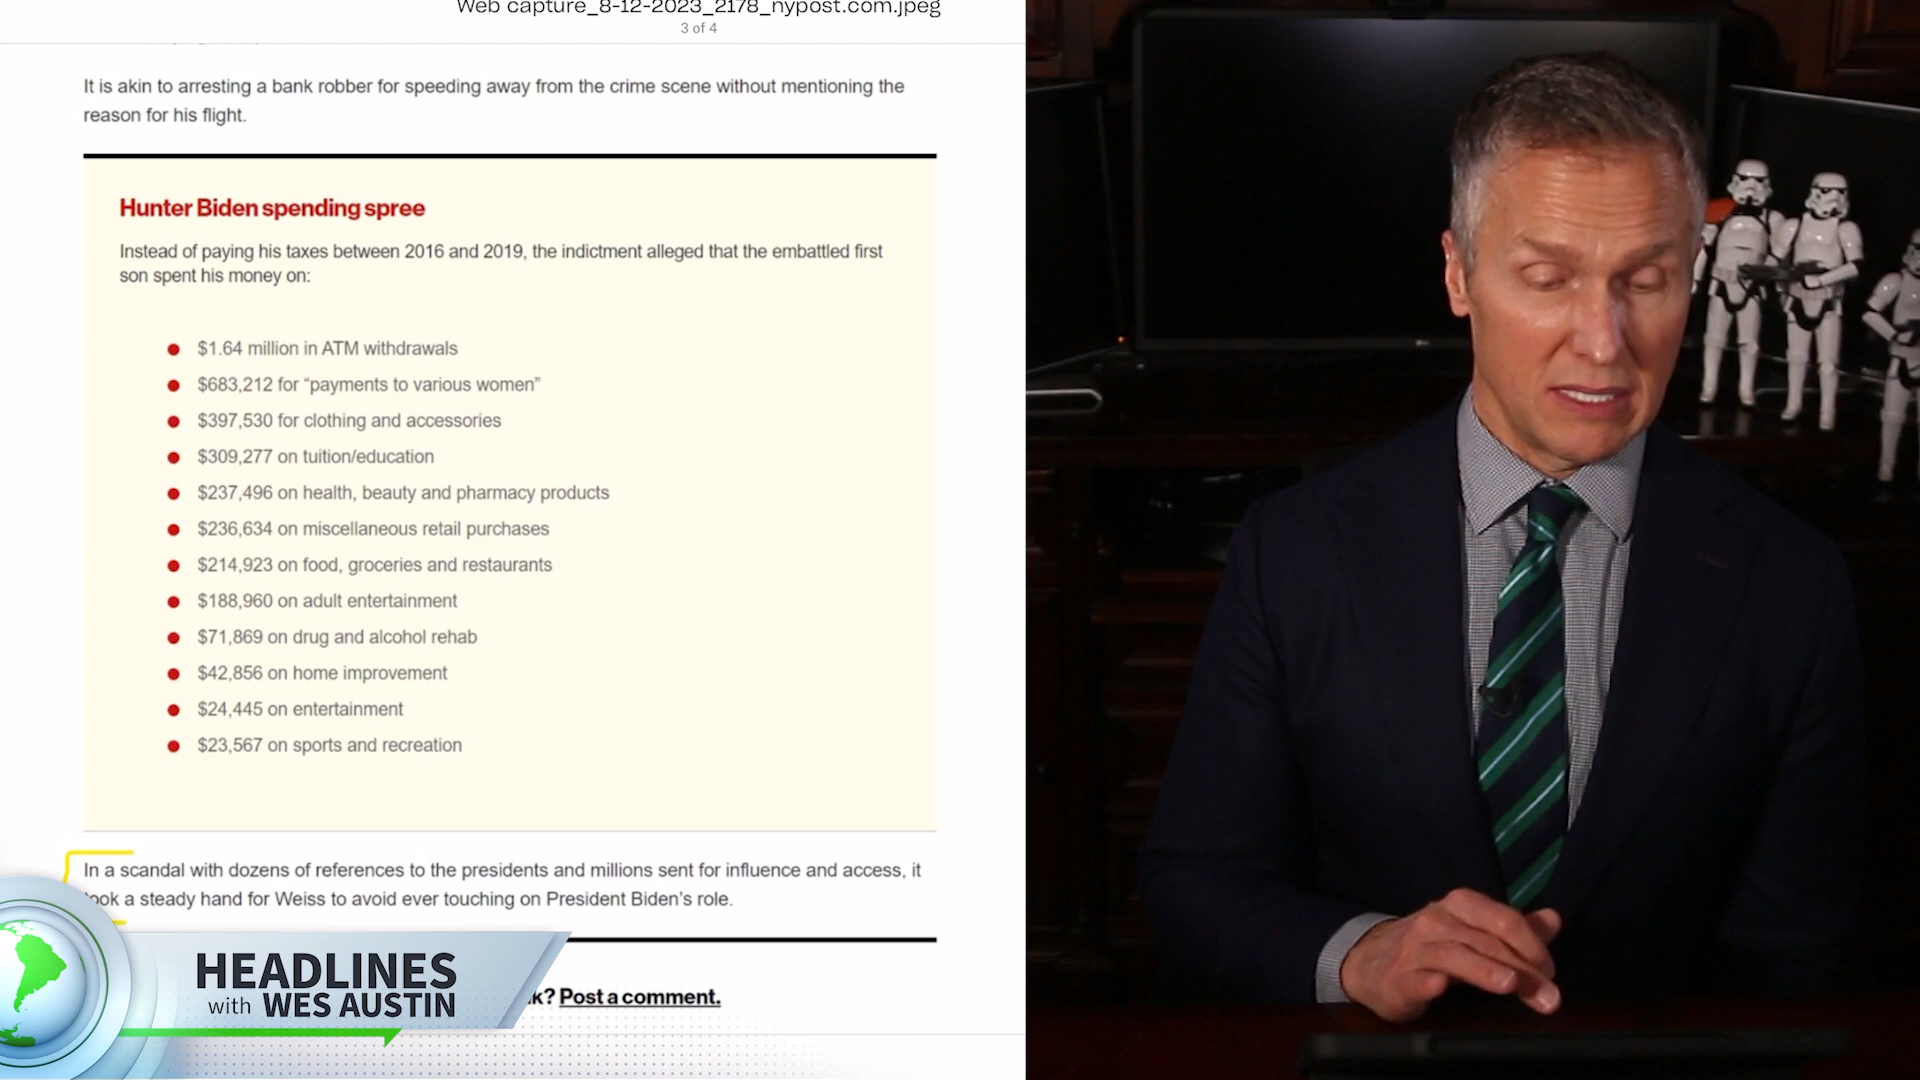 Web capture_8-12-2023_2178_nypost.com.jpeg
3 of 4
It is akin to arresting a bank robber for speeding away from the crime scene without mentioning the
reason for his flight.
Hunter Biden spending spree
Instead of paying his taxes between 2016 and 2019, the indictment alleged that the embattled first
son spent his money on:
$1.64 million in ATM withdrawals
$683,212 for “payments to various women”
$397,530 for clothing and accessories
$309,277 on tuition/education
$237,496 on health, beauty and pharmacy products
$236,634 on miscellaneous retail purchases
$214,923 on food, groceries and restaurants
$188,960 on adult entertainment
$71,869 on drug and alcohol rehab
$42,856 on home improvement
$24,445 on entertainment
$23,567 on sports and recreation
In a scandal with dozens of references to the presidents and millions sent for influence and access, it
ook a steady hand for Weiss to avoid ever touching on President Biden’s role.
k? Post a comment.
HEADLINES
with WES AUSTIN